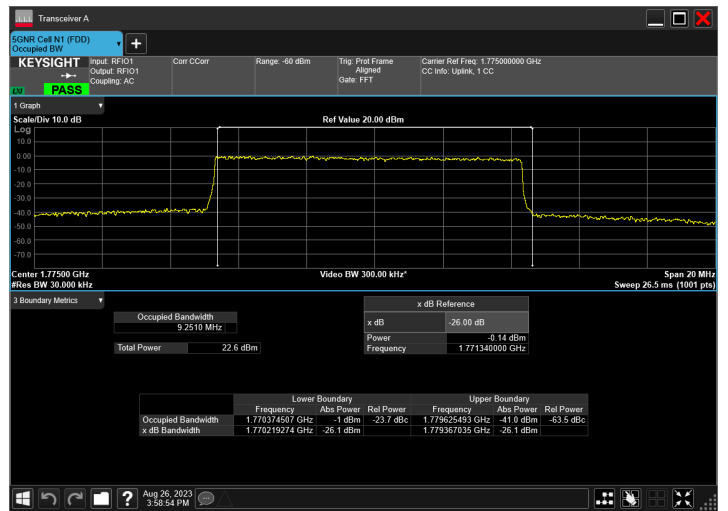 Transceiver A
5GNR Cell N1 (FDD)
Occupied BW
KEYSIGHT
Input: RFIO1
Output: RFIO1
Coupling: AC
Corr CCorr
Range: -60 dBm
Trig: Prot Frame
Aligned
Gate: FFT
Carrier Ref Freq: 1.775000000 GHz
CC Info: Uplink, 1 CC
PASS
1 Graph
Scale/Div 10.0 dB
Ref Value 20.00 dBm
Log
10.0
0.00
-10.0
-20.0
-30.0
-40.0
-50.0
-60.0
-70.0
Center 1.77500 GHz
Video BW 300.00 kHz*
Span 20 MHz
#Res BW 30.000 kHz
Sweep 26.5 ms (1001 pts)
3 Boundary Metrics
Occupied Bandwidth
9.2510 MHz
Total Power 22.6 dBm
x dB Reference
x dB -26.00 dB
Power -0.14 dBm
Frequency 1.771340000 GHz
Lower Boundary Upper Boundary
Frequency Abs Power Rel Power Frequency Abs Power Rel Power
Occupied Bandwidth 1.770374507 GHz -1 dBm -23.7 dBc 1.779625493 GHz -41.0 dBm -63.5 dBc
x dB Bandwidth 1.770219274 GHz -26.1 dBm 1.779367035 GHz -26.1 dBm
Aug 26, 2023
3:58:54 PM